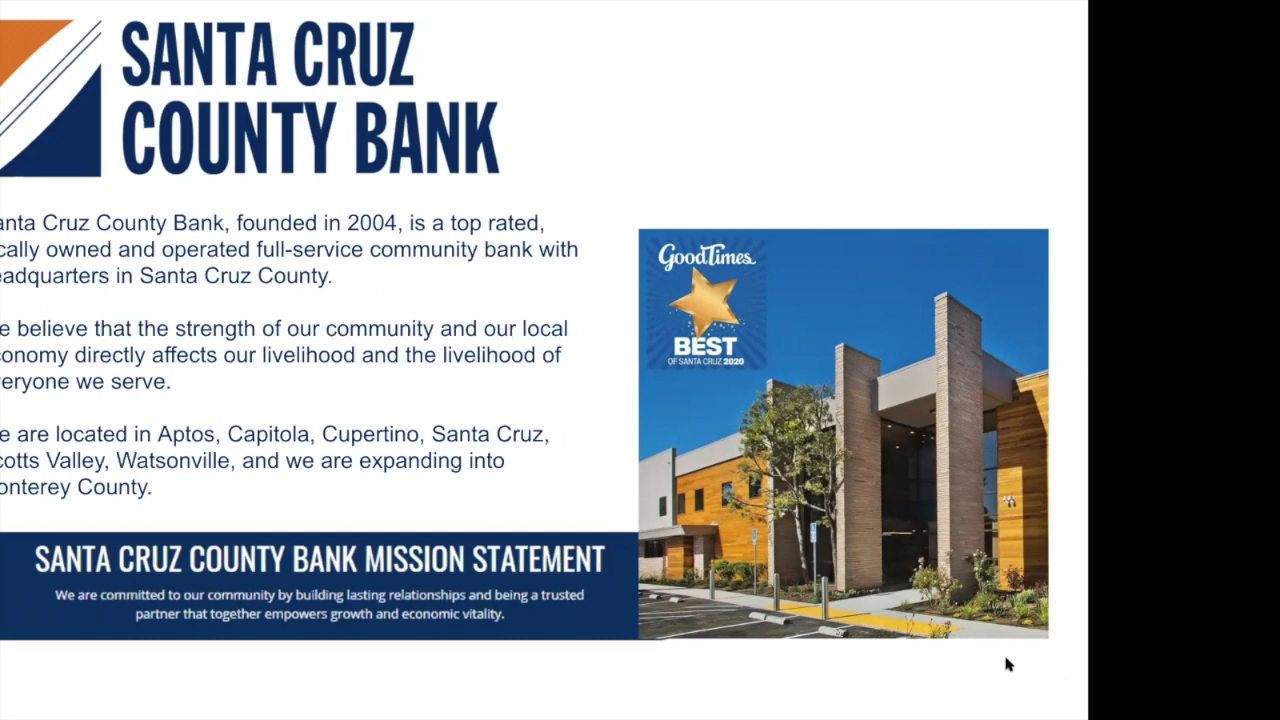 SANTA CRUZ
COUNTY BANK
anta Cruz County Bank, founded in 2004, is a top rated,
cally owned and operated full-service community bank with
eadquarters in Santa Cruz County.
e believe that the strength of our community and our local
conomy directly affects our livelihood and the livelihood of
veryone we serve.
e are located in Aptos, Capitola, Cupertino, Santa Cruz,
cotts Valley, Watsonville, and we are expanding into
onterey County.
GoodTimes
BEST
OF SANTA CRUZ 2020
SANTA CRUZ COUNTY BANK MISSION STATEMENT
We are committed to our community by building lasting relationships and being a trusted
partner that together empowers growth and economic vitality.